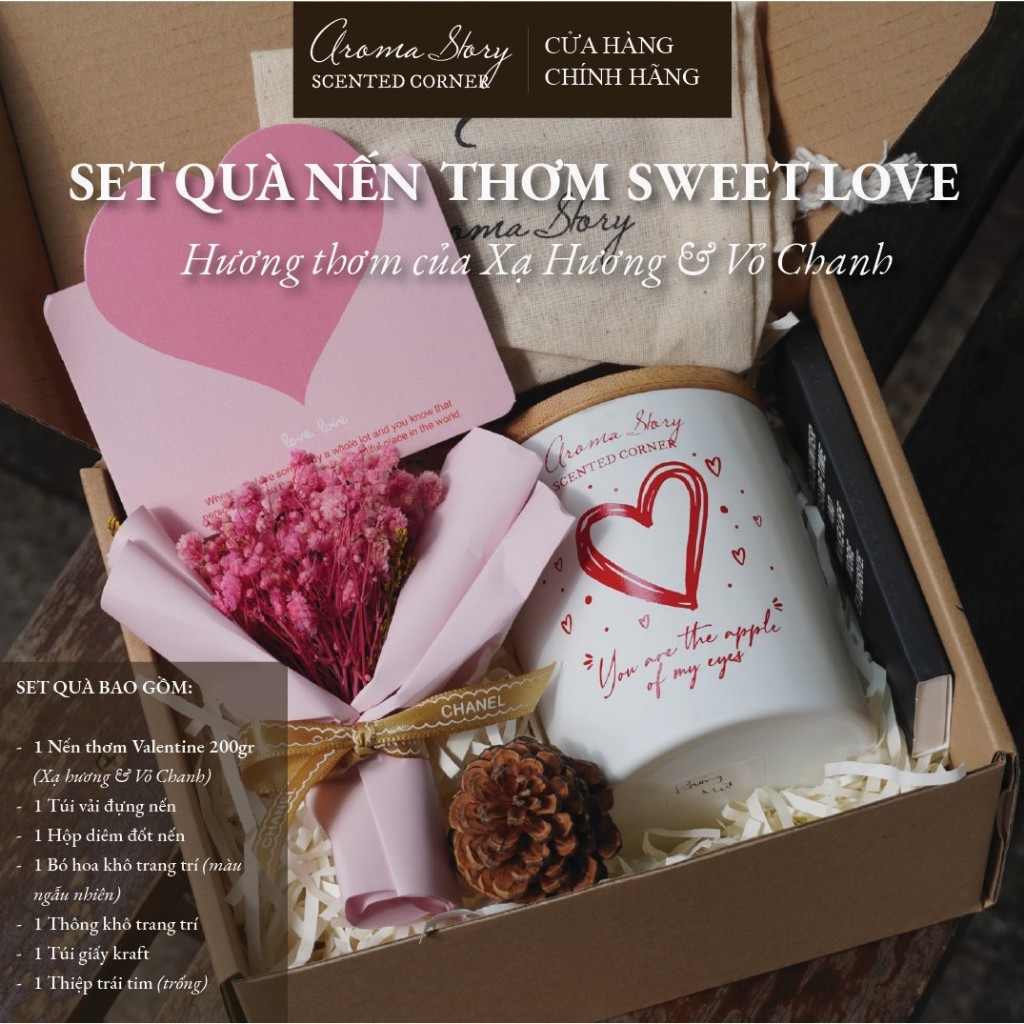 Aroma Story
SCENTED CORNER
CỬA HÀNG
CHÍNH HÃNG
SET QUÀ NẾN THƠM SWEET LOVE
Aroma Story
Hương thơm của Xạ Hương & Vỏ Chanh
love love
a whole lot and you know that
place in the world.
Aroma Story
SCENTED CORNER
You are the apple
of my eyes
CHANEL
CHANEL
SET QUÀ BAO GỒM:
- 1 Nến thơm Valentine 200gr
(Xạ hương & Vỏ Chanh)
- 1 Túi vải đựng nến
- 1 Hộp diêm đốt nến
- 1 Bó hoa khô trang trí (màu
ngẫu nhiên)
- 1 Thông khô trang trí
- 1 Túi giấy kraft
- 1 Thiệp trái tim (trống)